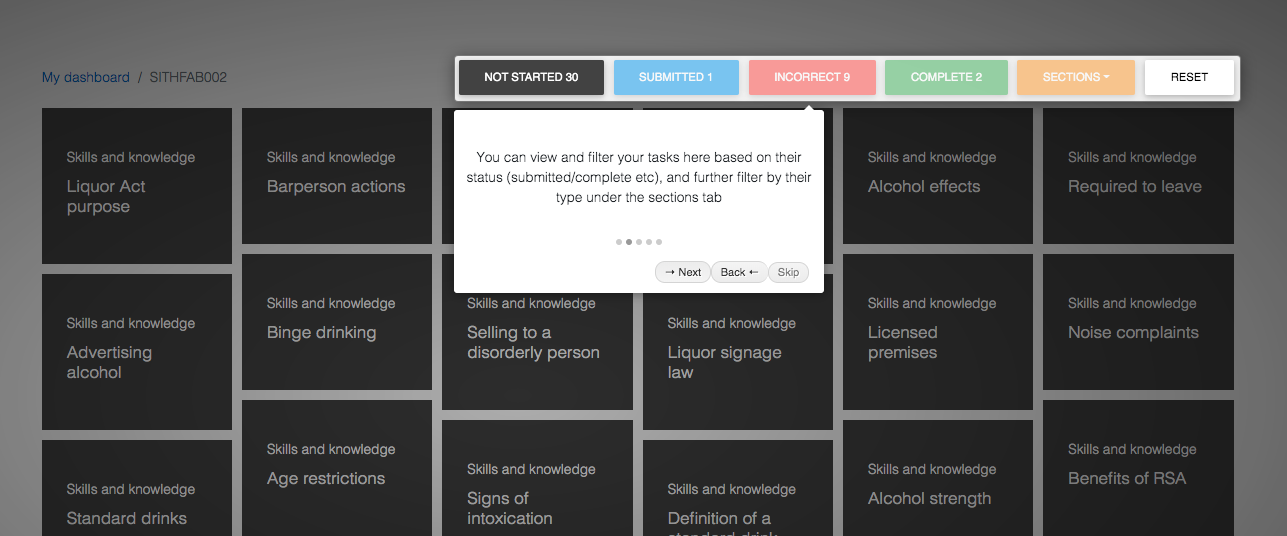 My dashboard / SITHFAB002
NOT STARTED 30
SUBMITTED 1
INCORRECT 9
COMPLETE 2
SECTIONS
RESET
You can view and filter your tasks here based on their
status (submitted/complete etc), and further filter by their
type under the sections tab
→ Next
Back ←
Skip
Skills and knowledge
Liquor Act
purpose
Skills and knowledge
Barperson actions
Skills and knowledge
Alcohol effects
Skills and knowledge
Required to leave
Skills and knowledge
Advertising
alcohol
Skills and knowledge
Binge drinking
Skills and knowledge
Selling to a
disorderly person
Skills and knowledge
Liquor signage
law
Skills and knowledge
Licensed
premises
Skills and knowledge
Noise complaints
Skills and knowledge
Standard drinks
Skills and knowledge
Age restrictions
Skills and knowledge
Signs of
intoxication
Skills and knowledge
Definition of a
standard drink
Skills and knowledge
Alcohol strength
Skills and knowledge
Benefits of RSA